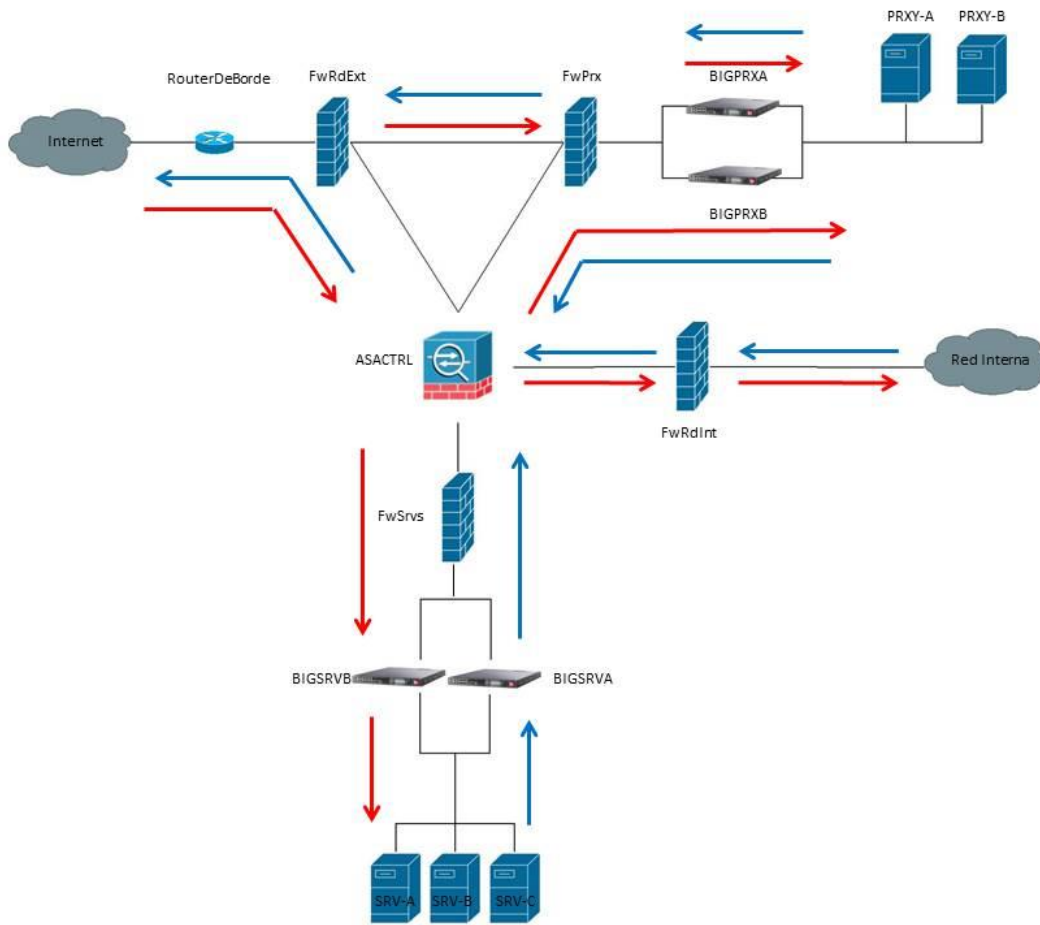 PRXY-A
PRXY-B
BIGPRXA
FwRdExt
FwPrx
RouterDeBorde
Internet
BIGPRXB
ASACTRL
Red Interna
FwRdInt
FwSrvs
BIGSRVB
BIGSRVA
SRV-A
SRV-B
SRV-C